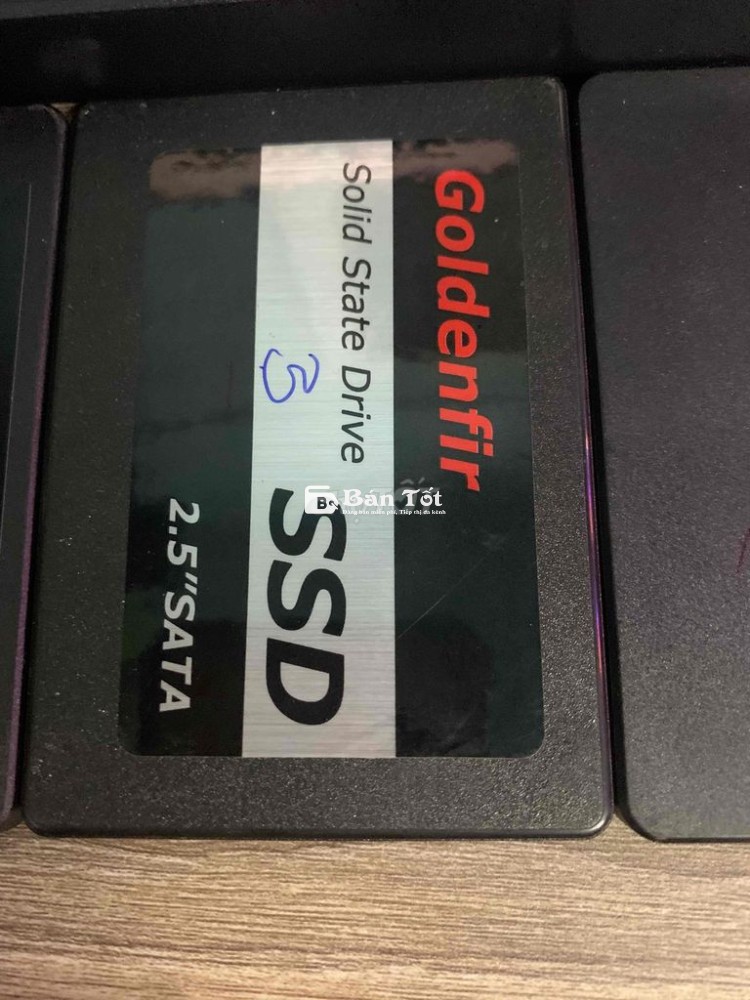 Goldenfir
Solid State Drive SSD
3
2.5"SATA
Bán Tốt